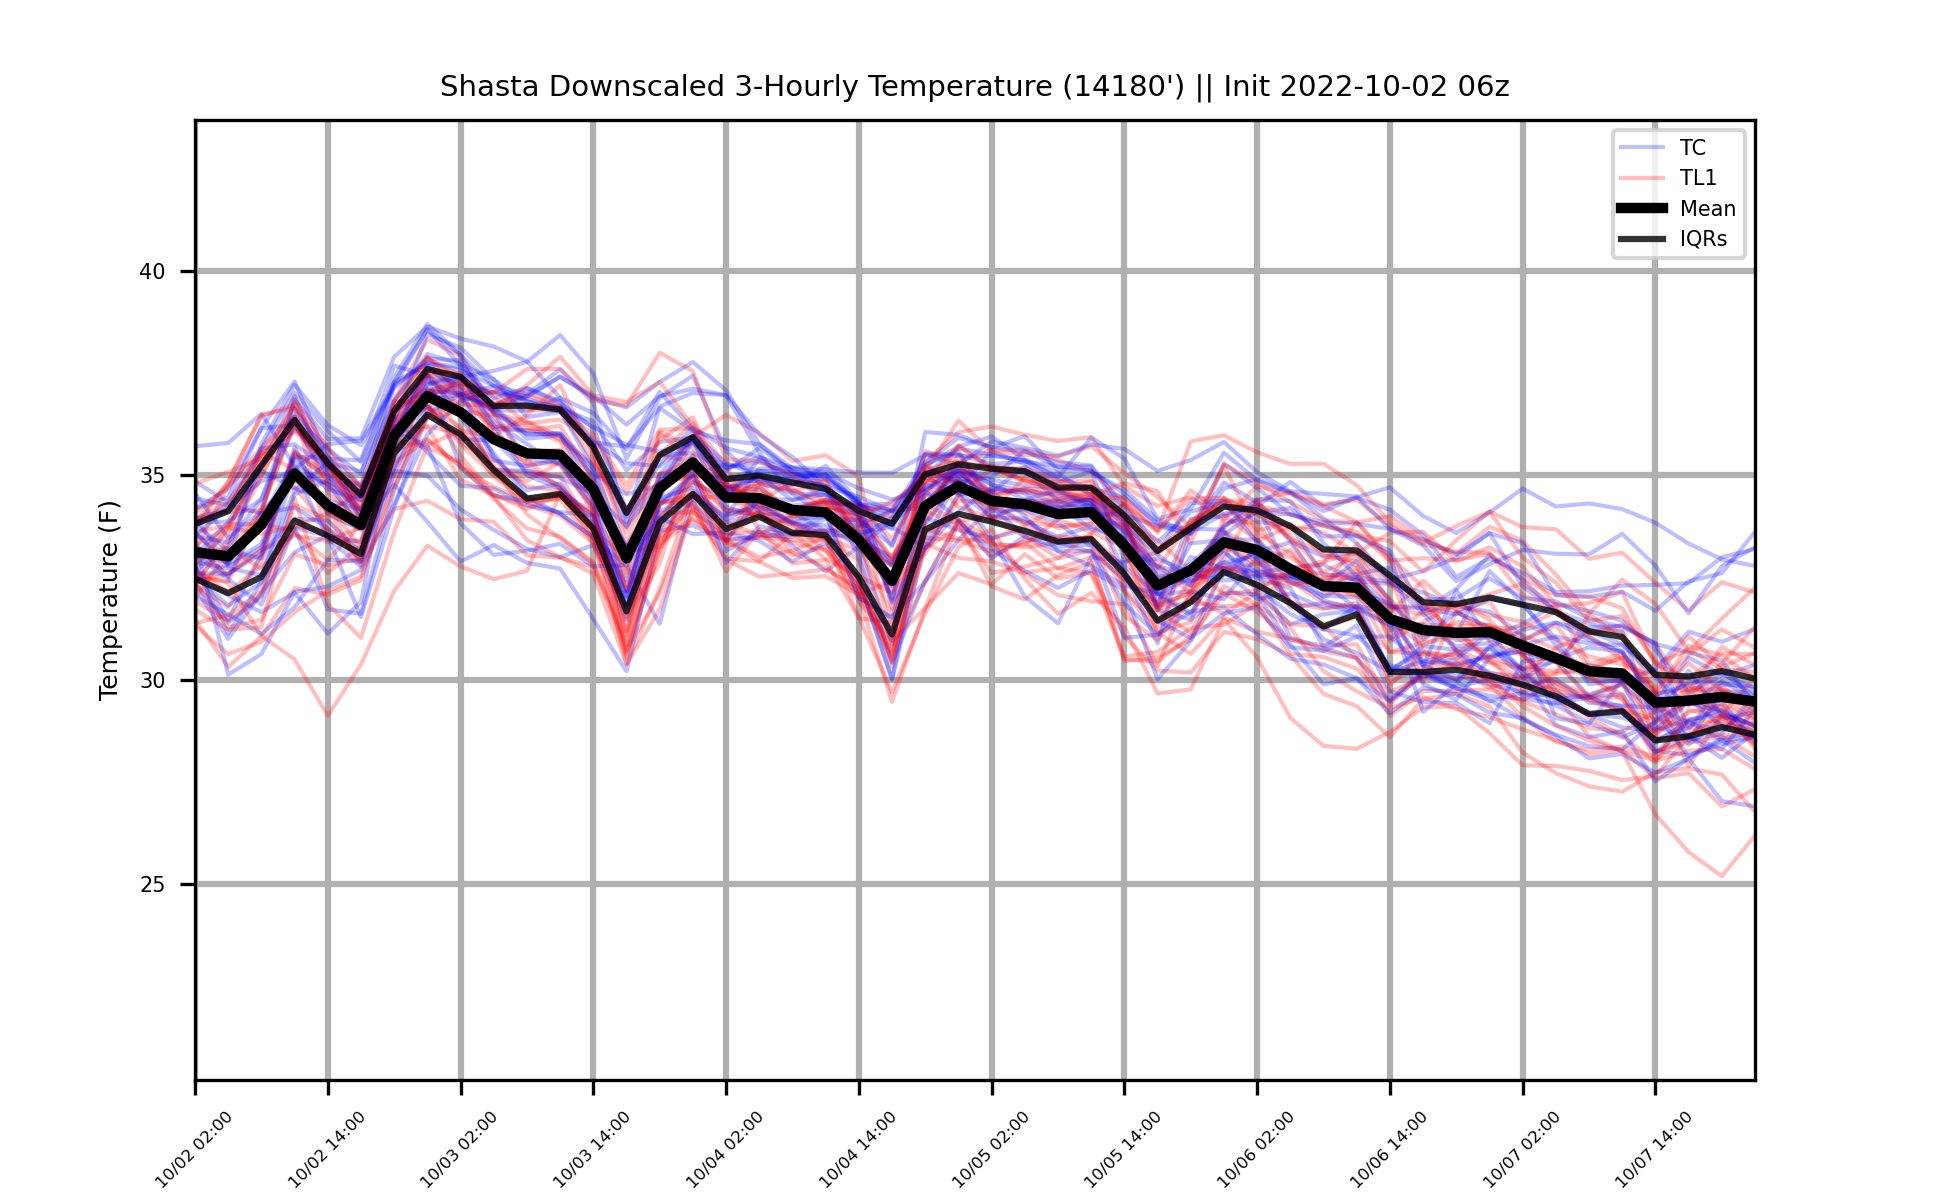 Shasta Downscaled 3-Hourly Temperature (14180') || Init 2022-10-02 06z
TC
TL1
Mean
IQRs
Temperature (F)
40
35
30
25
10/02 02:00
10/02 14:00
10/03 02:00
10/03 14:00
10/04 02:00
10/04 14:00
10/05 02:00
10/05 14:00
10/06 02:00
10/06 14:00
10/07 02:00
10/07 14:00